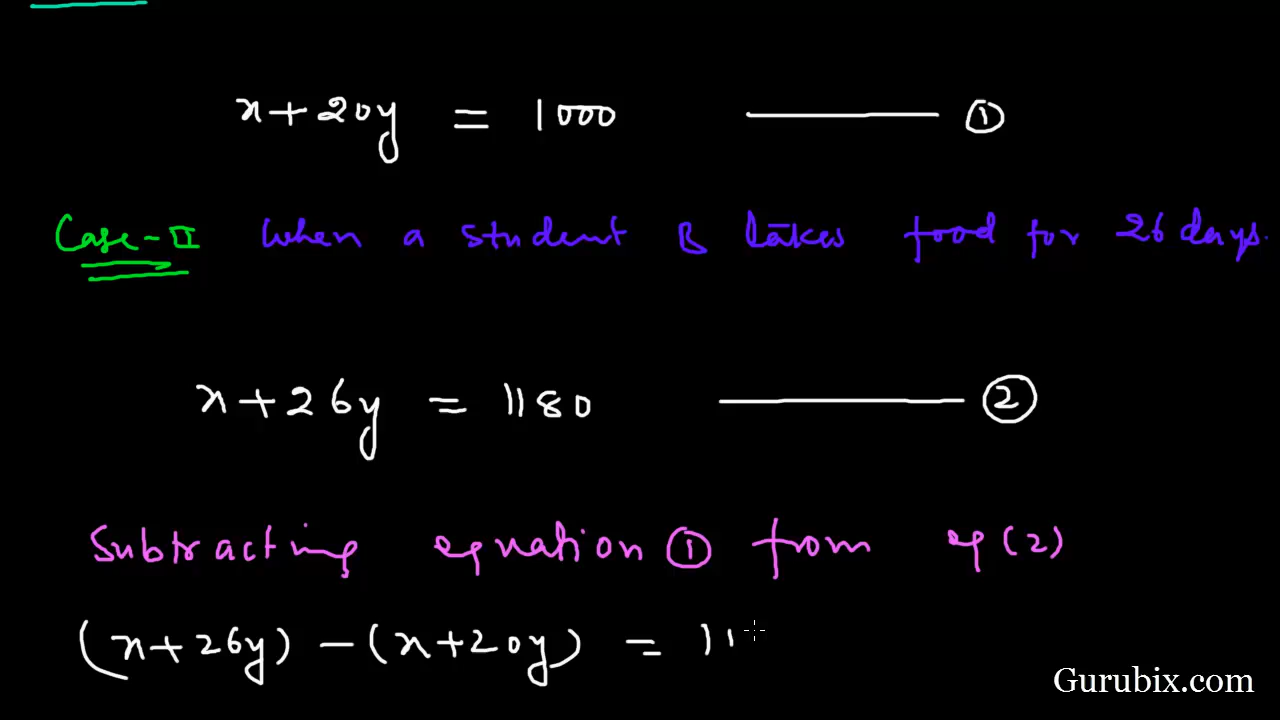 x + 20y = 1000 ——— ①
Case-II When a student B takes food for 26 days.
x + 26y = 1180 ——— ②
Subtracting equation ① from eq (2)
(x + 26y) - (x + 20y) = 11
Gurubix.com